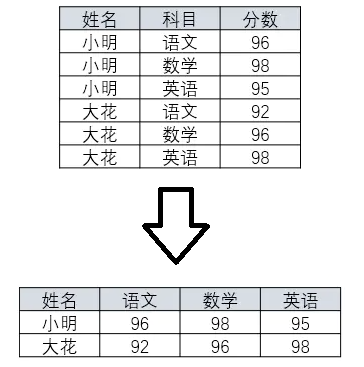 姓名 科目 分数
小明 语文 96
小明 数学 98
小明 英语 95
大花 语文 92
大花 数学 96
大花 英语 98
姓名 语文 数学 英语
小明 96 98 95
大花 92 96 98